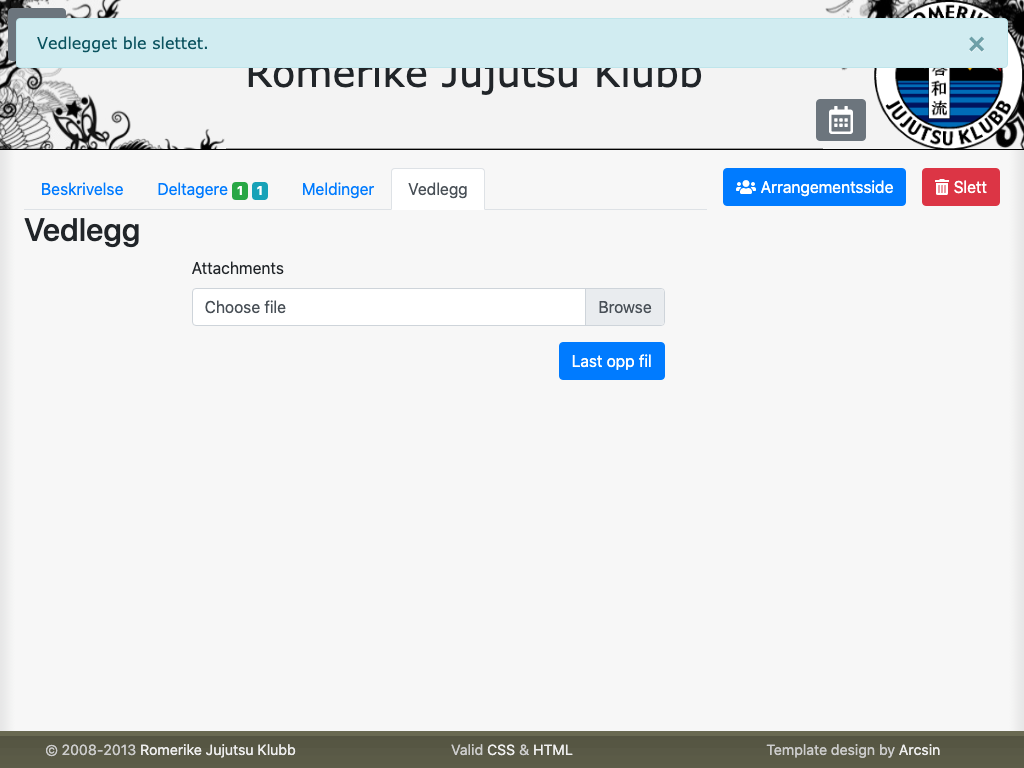 Vedlegget ble slettet.
×
Romerike Jujutsu Klubb
ROMERIKE
啓和流
JUJUTSU KLUBB
Beskrivelse
Deltagere 1 1
Meldinger
Vedlegg
Arrangementsside
Slett
Vedlegg
Attachments
Choose file
Browse
Last opp fil
© 2008-2013 Romerike Jujutsu Klubb
Valid CSS & HTML
Template design by Arcsin